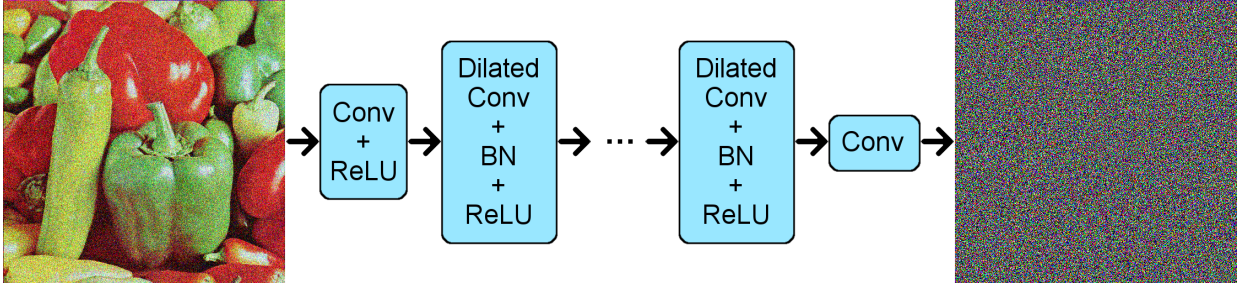 Conv
+
ReLU
Dilated
Conv
+
BN
+
ReLU
...
Dilated
Conv
+
BN
+
ReLU
Conv